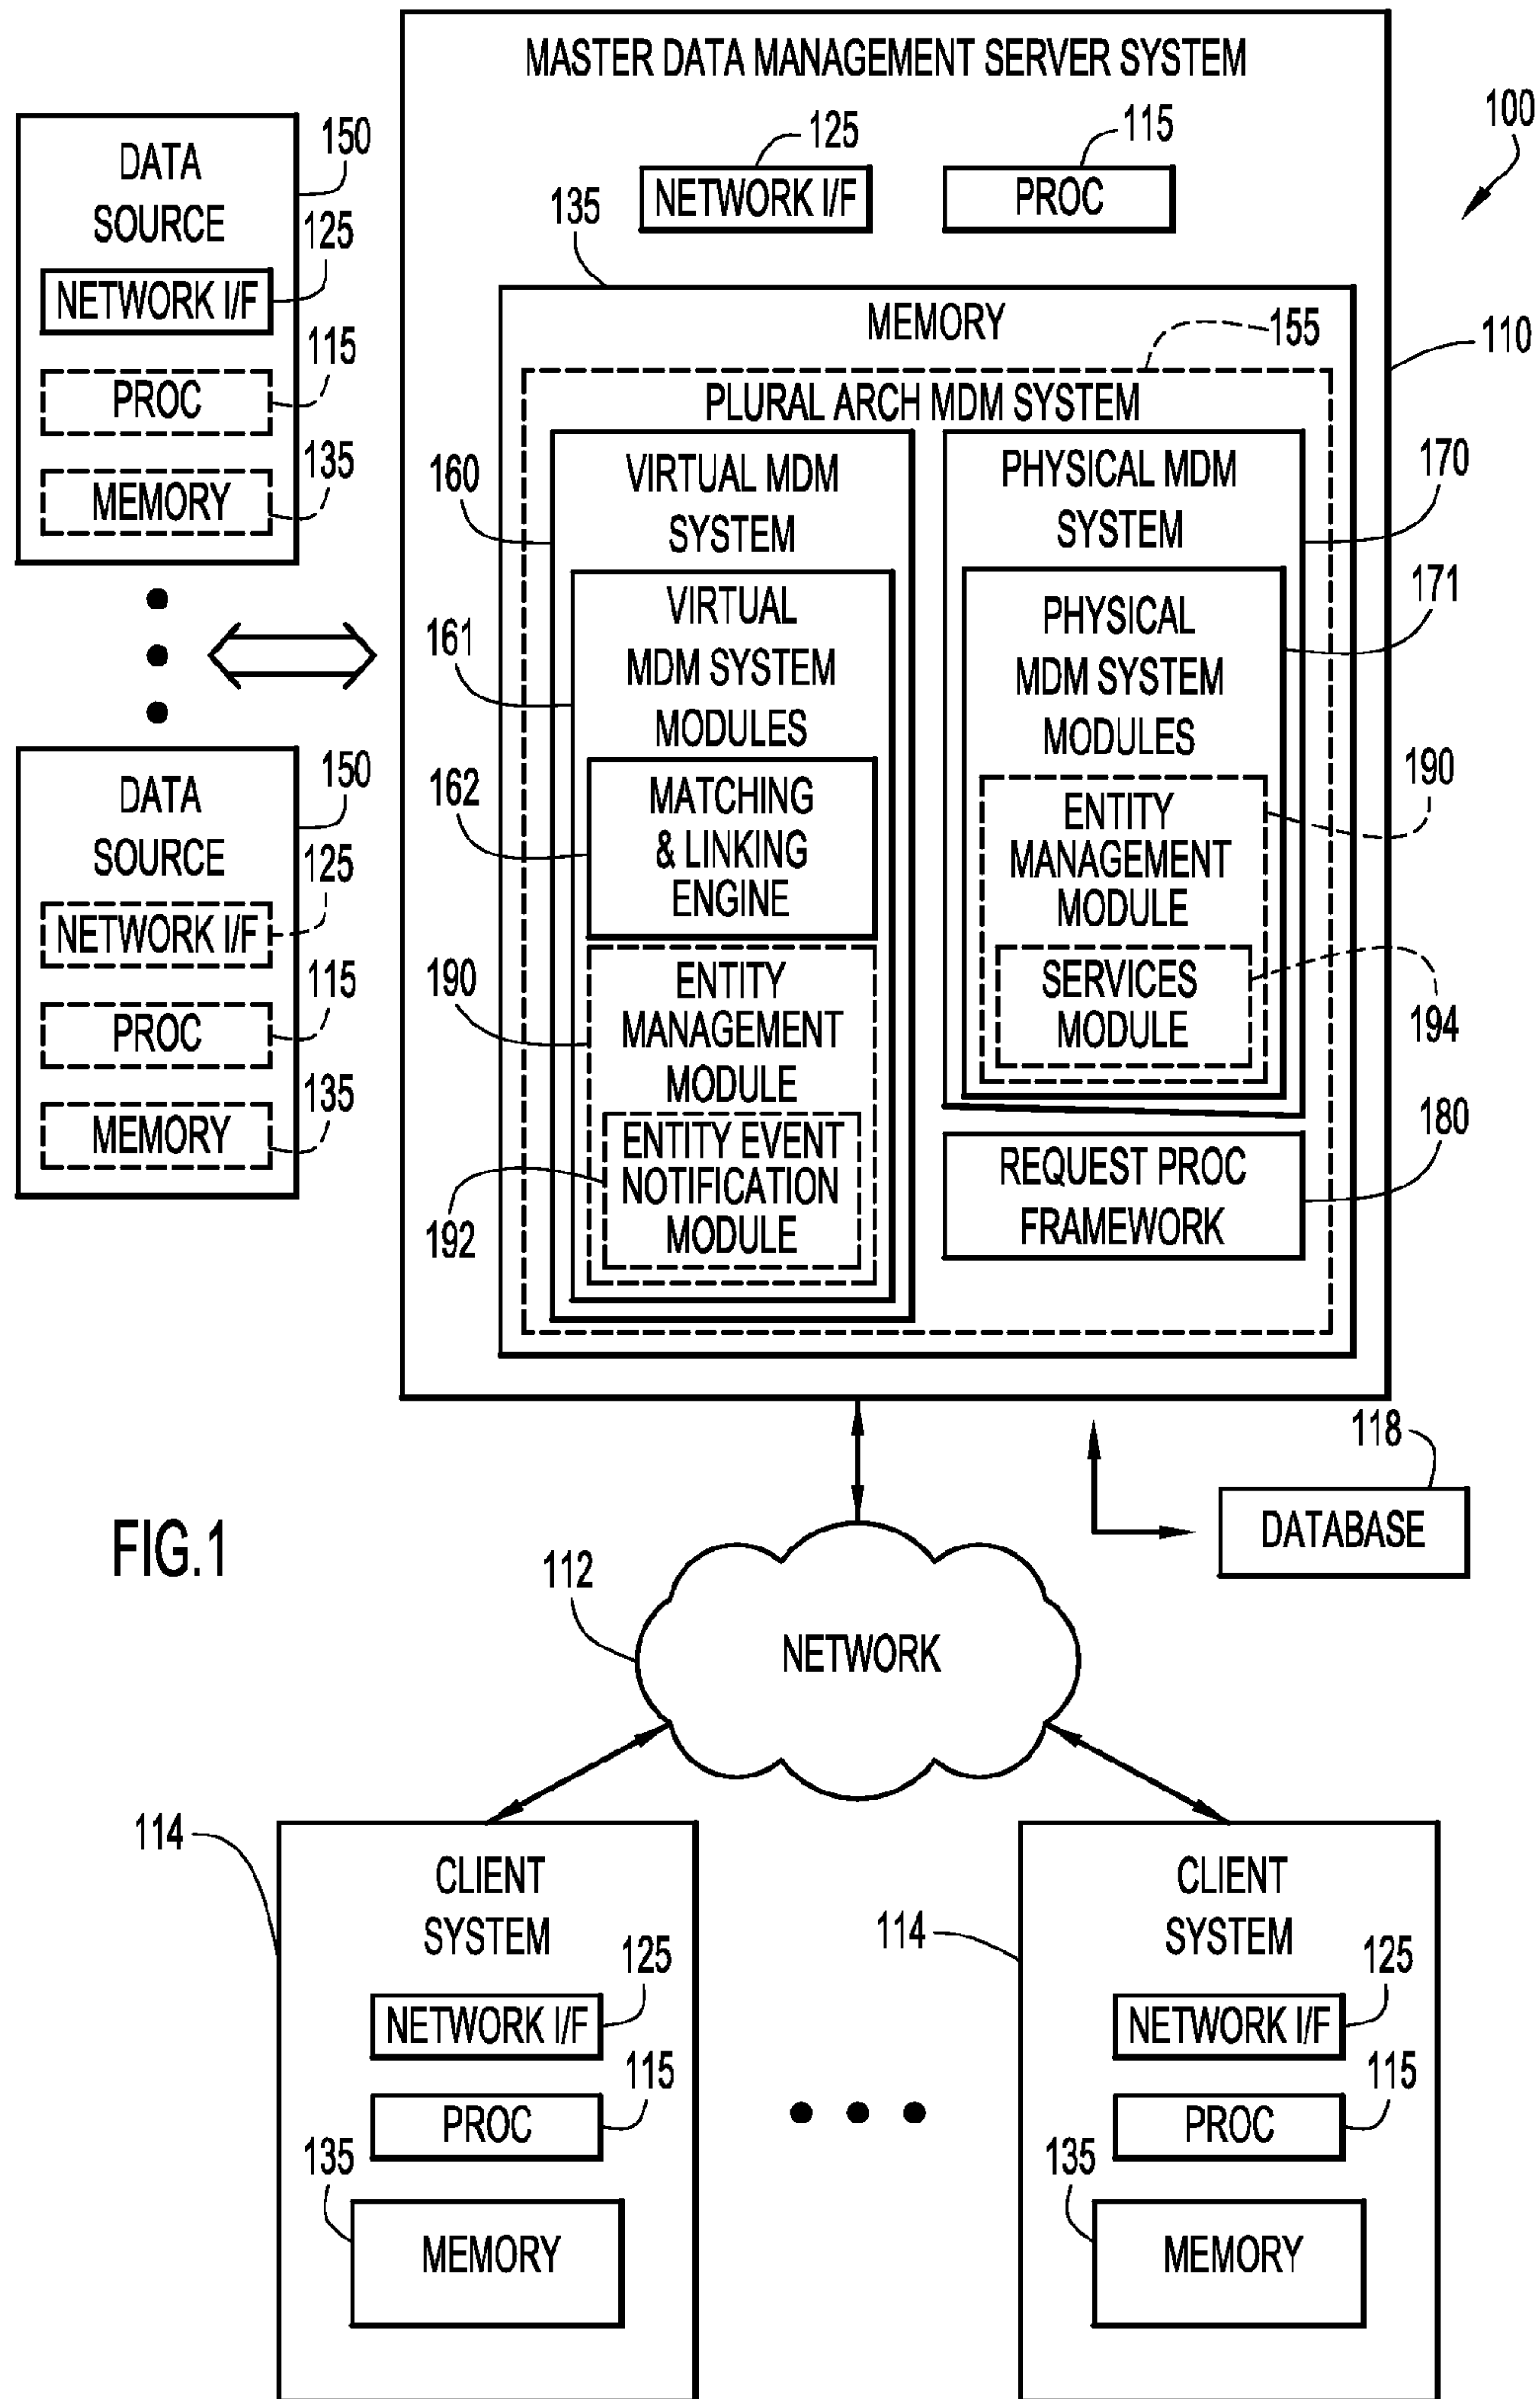 MASTER DATA MANAGEMENT SERVER SYSTEM
100
125
115
NETWORK I/F
PROC
135
MEMORY
155
110
PLURAL ARCH MDM SYSTEM
DATA
SOURCE
150
125
NETWORK I/F
115
PROC
135
MEMORY
DATA
SOURCE
150
125
NETWORK I/F
115
PROC
135
MEMORY
160
VIRTUAL MDM
SYSTEM
161
VIRTUAL
MDM SYSTEM
MODULES
162
MATCHING
& LINKING
ENGINE
190
ENTITY
MANAGEMENT
MODULE
192
ENTITY EVENT
NOTIFICATION
MODULE
PHYSICAL MDM
SYSTEM
170
171
PHYSICAL
MDM SYSTEM
MODULES
190
ENTITY
MANAGEMENT
MODULE
SERVICES
MODULE
194
180
REQUEST PROC
FRAMEWORK
118
DATABASE
FIG.1
112
NETWORK
114
CLIENT
SYSTEM
125
NETWORK I/F
115
PROC
135
MEMORY
114
CLIENT
SYSTEM
125
NETWORK I/F
115
PROC
135
MEMORY